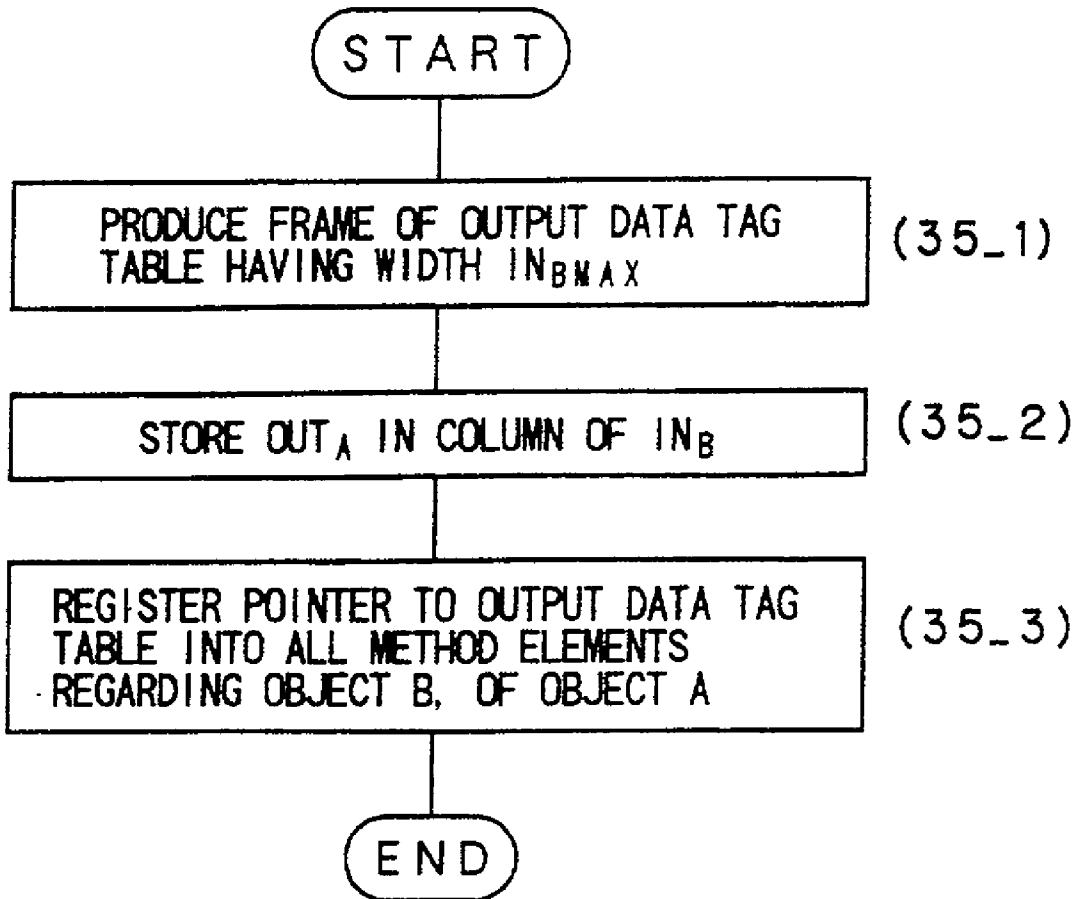 START
PRODUCE FRAME OF OUTPUT DATA TAG
TABLE HAVING WIDTH IN_BMAX
(35_1)
STORE OUT_A IN COLUMN OF IN_B
(35_2)
REGISTER POINTER TO OUTPUT DATA TAG
TABLE INTO ALL METHOD ELEMENTS
REGARDING OBJECT B, OF OBJECT A
(35_3)
END